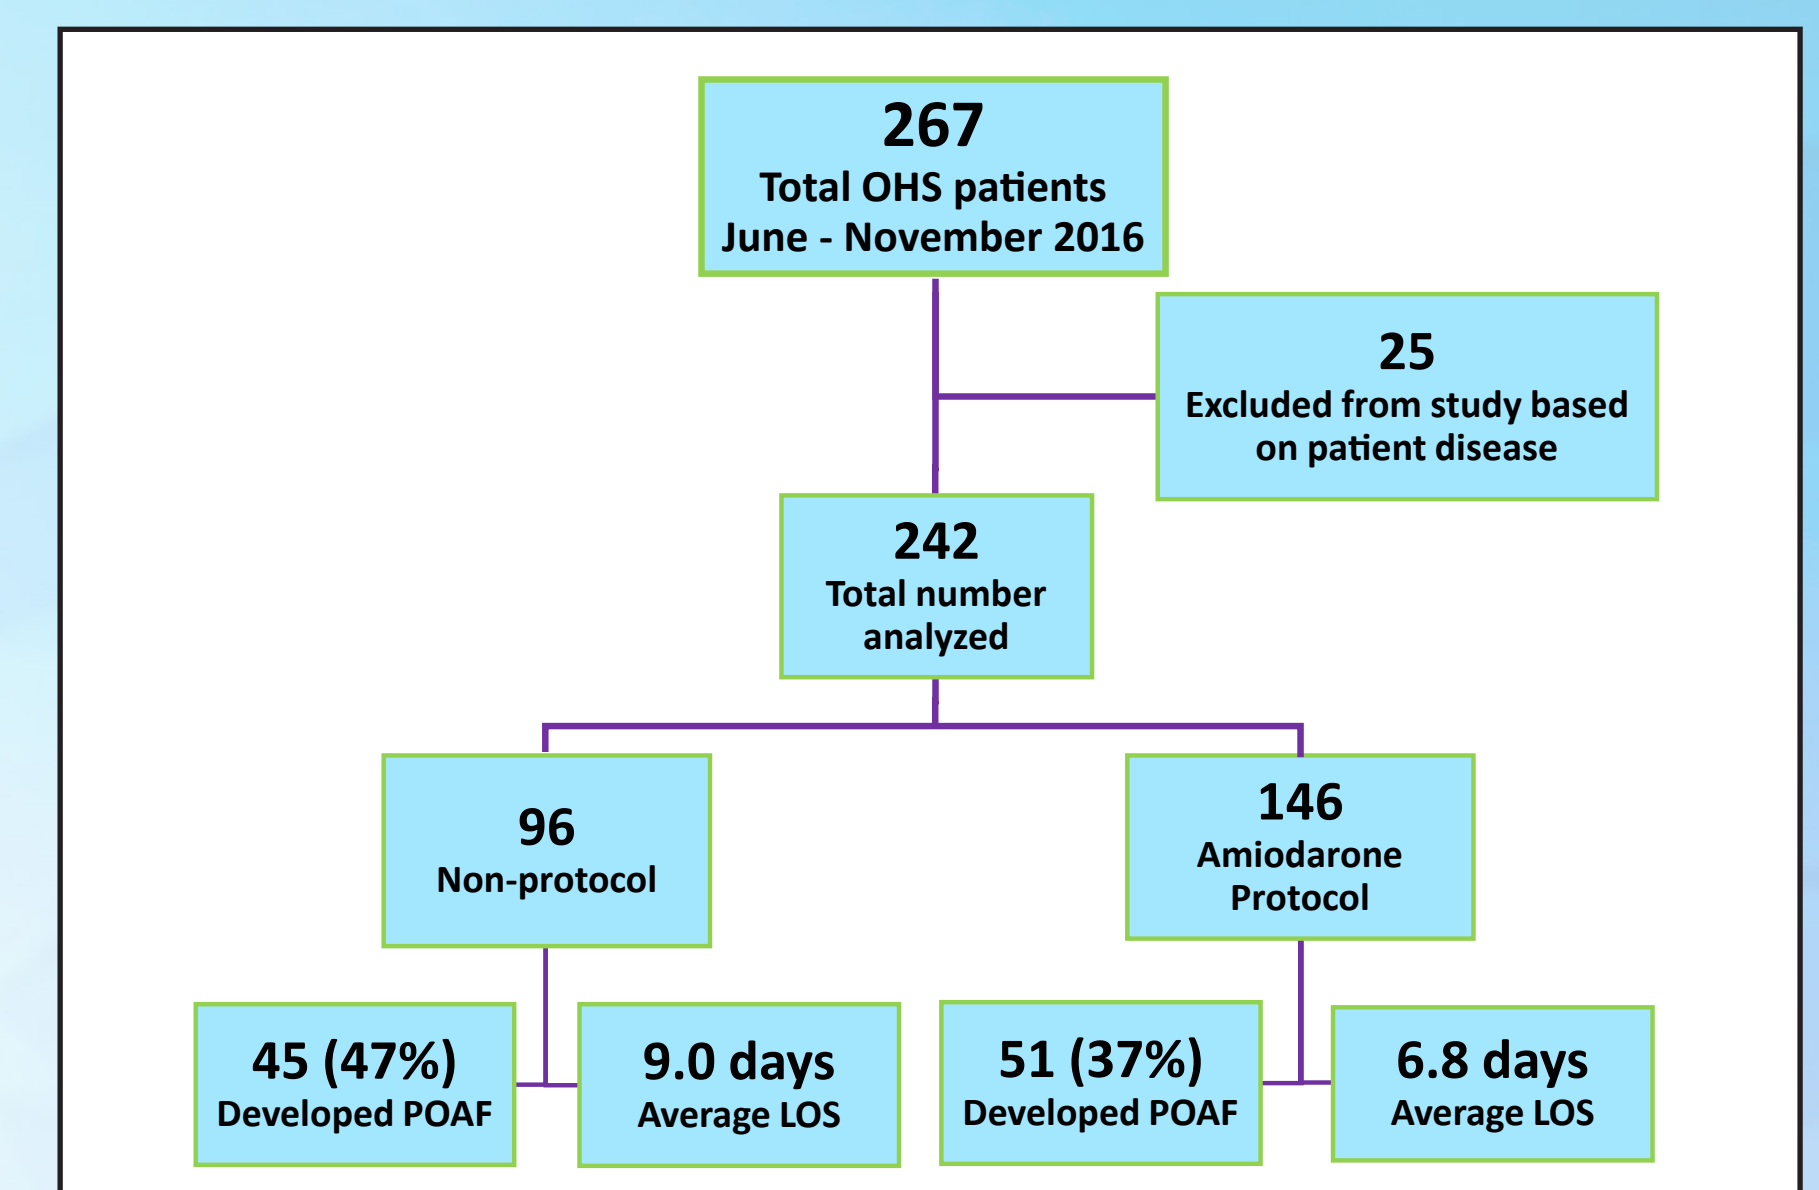 267
Total OHS patients
June - November 2016
25
Excluded from study based
on patient disease
242
Total number
analyzed
96
Non-protocol
146
Amiodarone
Protocol
45 (47%)
Developed POAF
9.0 days
Average LOS
51 (37%)
Developed POAF
6.8 days
Average LOS